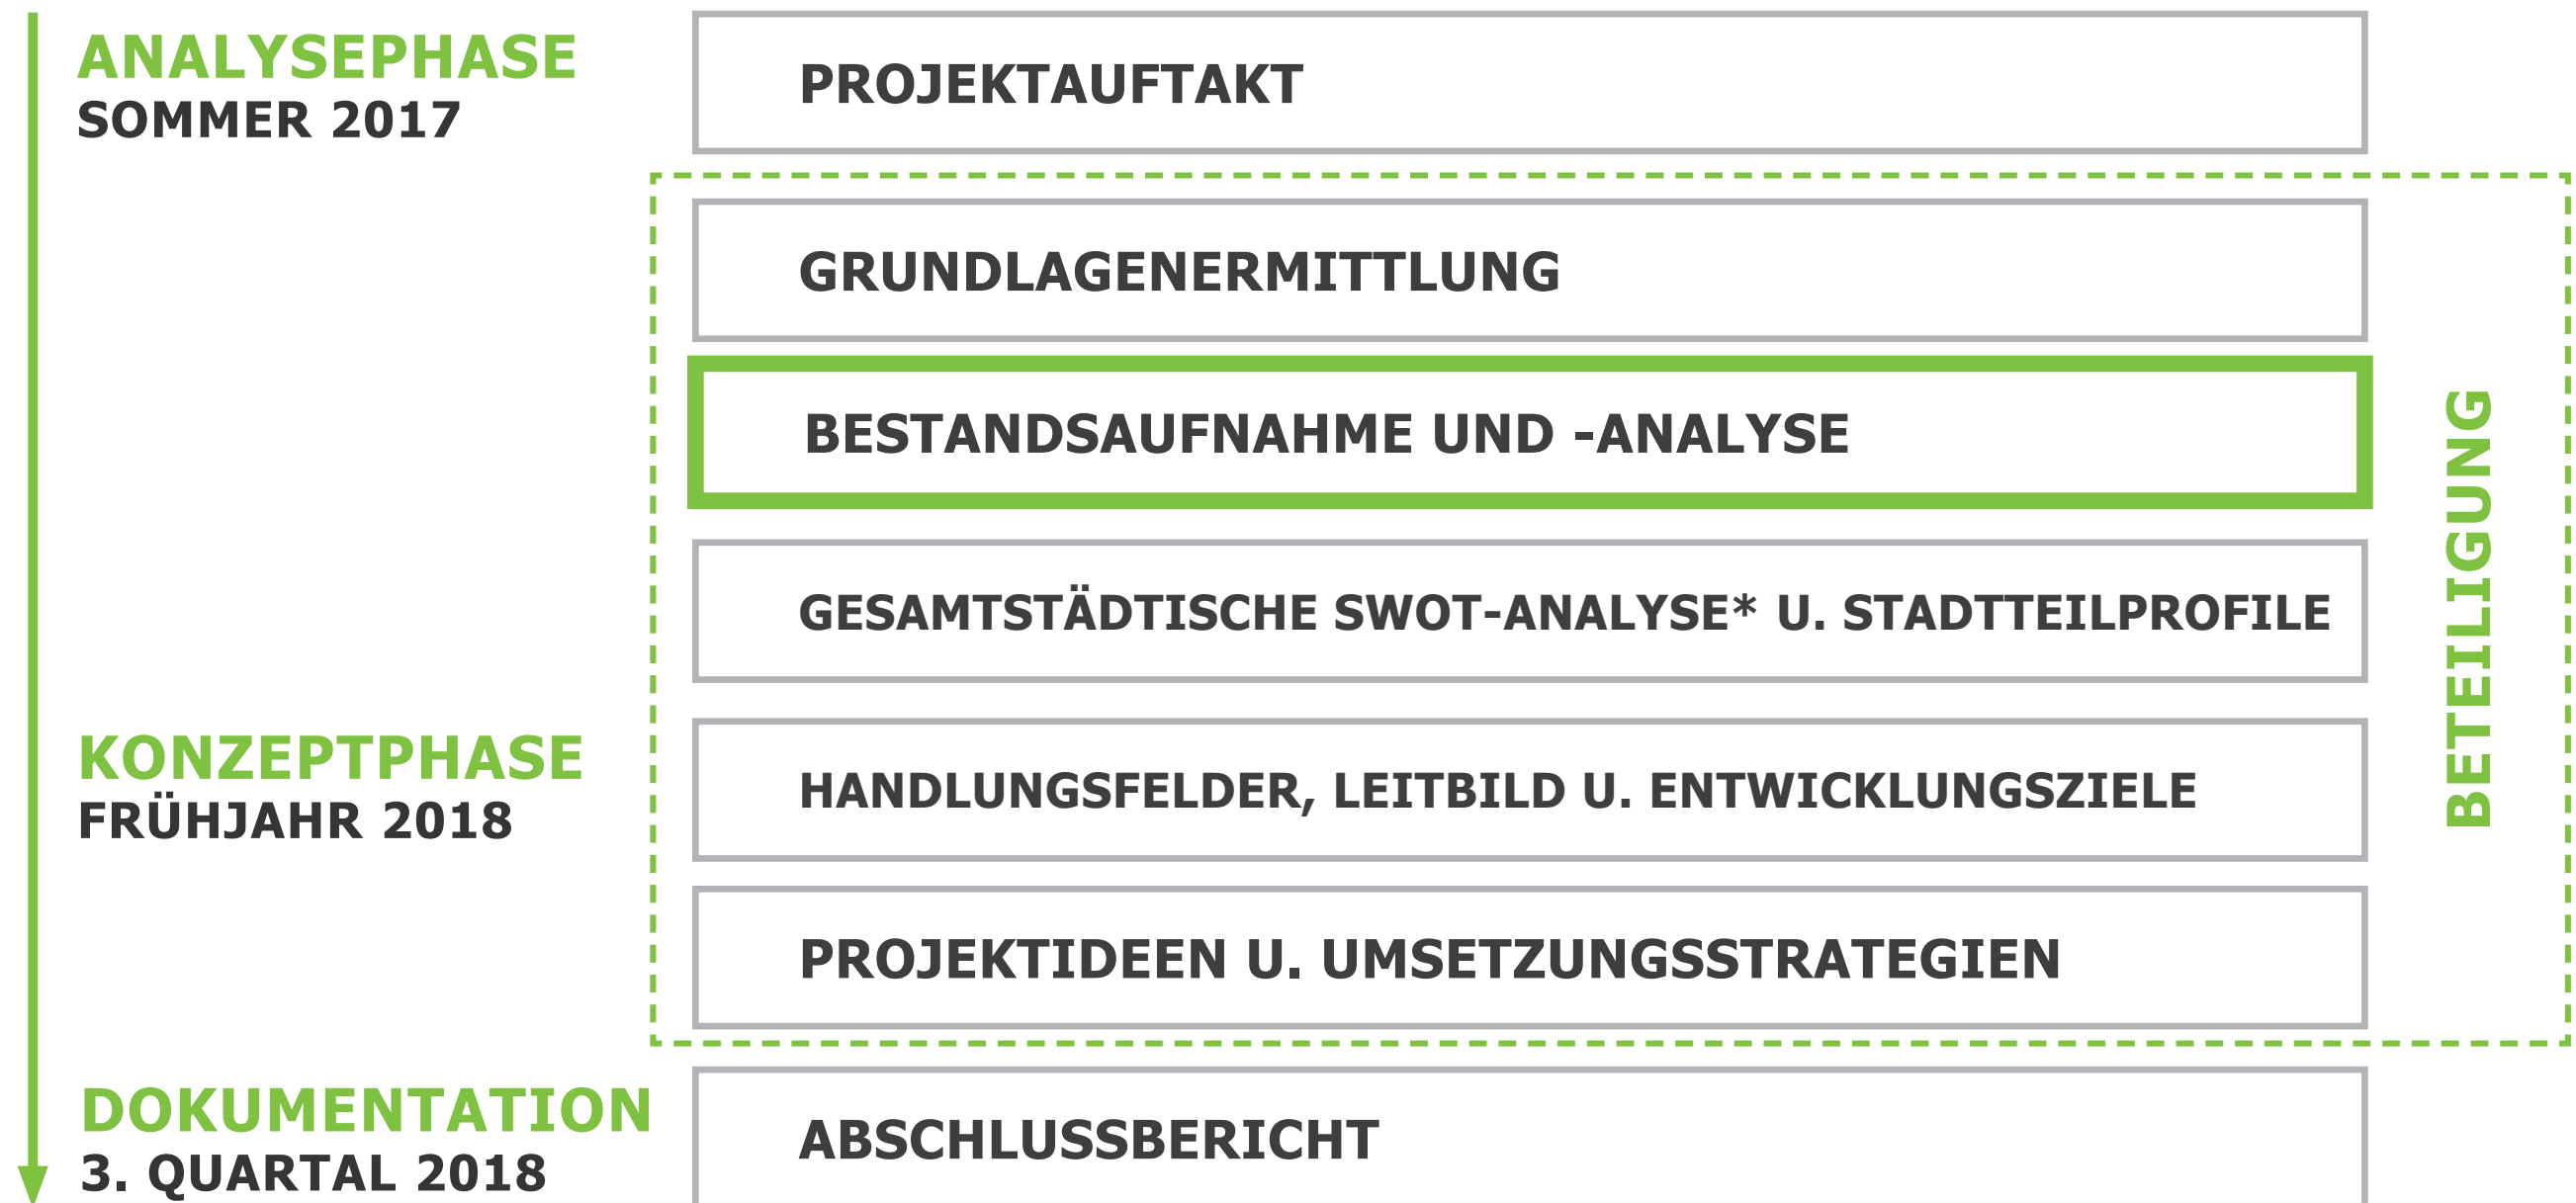 ANALYSEPHASE
SOMMER 2017
PROJEKTAUFTAKT
GRUNDLAGENERMITTLUNG
BESTANDSAUFNAHME UND -ANALYSE
GESAMTSTÄDTISCHE SWOT-ANALYSE* U. STADTTEILPROFILE
KONZEPTPHASE
FRÜHJAHR 2018
HANDLUNGSFELDER, LEITBILD U. ENTWICKLUNGSZIELE
PROJEKTIDEEN U. UMSETZUNGSSTRATEGIEN
BETEILIGUNG
DOKUMENTATION
3. QUARTAL 2018
ABSCHLUSSBERICHT